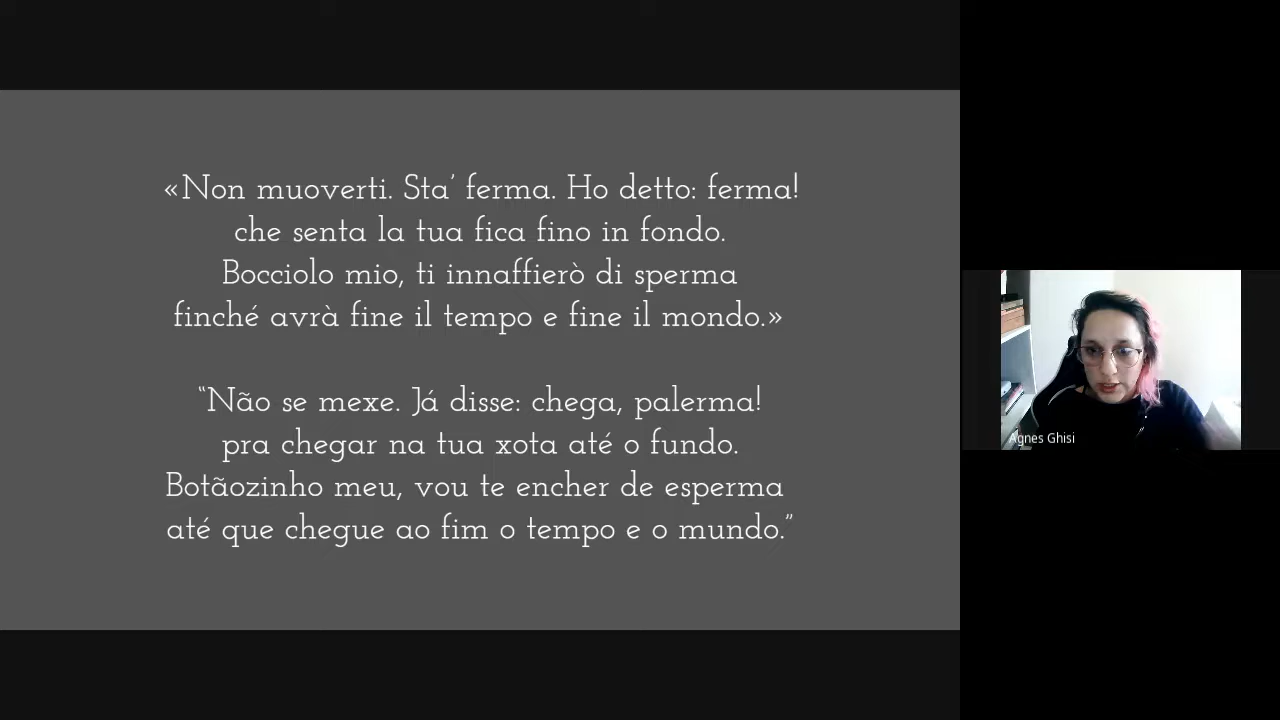 «Non muoverti. Sta' ferma. Ho detto: ferma!
che senta la tua fica fino in fondo.
Bocciolo mio, ti innaffierò di sperma
finché avrà fine il tempo e fine il mondo.»
“Não se mexe. Já disse: chega, palerma!
pra chegar na tua xota até o fundo.
Botãozinho meu, vou te encher de esperma
até que chegue ao fim o tempo e o mundo.”
Agnes Ghisi